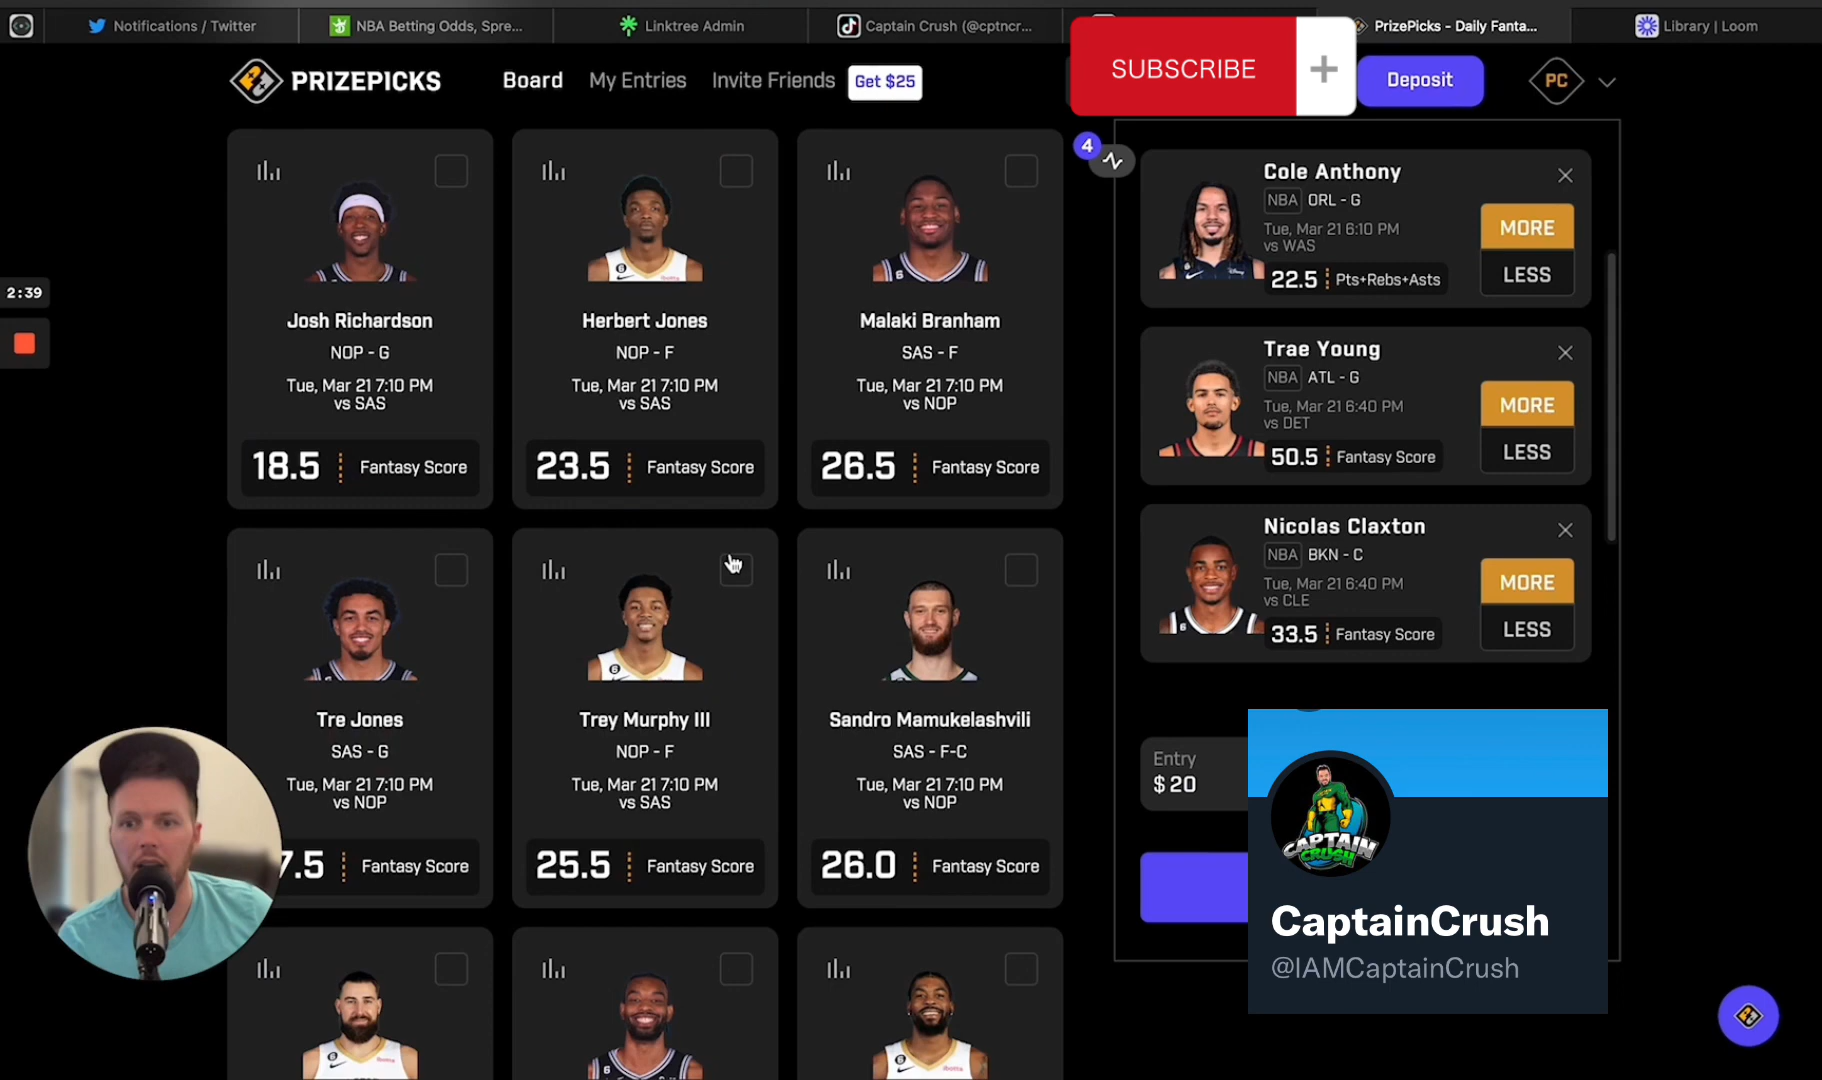 Notifications / Twitter
NBA Betting Odds, Spre...
Linktree Admin
Captain Crush (@cptncr...
PrizePicks - Daily Fanta...
Library | Loom
PRIZEPICKS
Board
My Entries
Invite Friends
Get $25
SUBSCRIBE
Deposit
PC
2:39
Josh Richardson
NOP - G
Tue, Mar 21 7:10 PM
vs SAS
18.5 Fantasy Score
Herbert Jones
NOP - F
Tue, Mar 21 7:10 PM
vs SAS
23.5 Fantasy Score
Malaki Branham
SAS - F
Tue, Mar 21 7:10 PM
vs NOP
26.5 Fantasy Score
Tre Jones
SAS - G
Tue, Mar 21 7:10 PM
vs NOP
7.5 Fantasy Score
Trey Murphy III
NOP - F
Tue, Mar 21 7:10 PM
vs SAS
25.5 Fantasy Score
Sandro Mamukelashvili
SAS - F-C
Tue, Mar 21 7:10 PM
vs NOP
26.0 Fantasy Score
4
Cole Anthony
NBA ORL - G
Tue, Mar 21 6:10 PM
vs WAS
22.5 Pts+Rebs+Asts
MORE
LESS
Trae Young
NBA ATL - G
Tue, Mar 21 6:40 PM
vs DET
50.5 Fantasy Score
MORE
LESS
Nicolas Claxton
NBA BKN - C
Tue, Mar 21 6:40 PM
vs CLE
33.5 Fantasy Score
MORE
LESS
Entry
$20
CAPTAIN
CRUSH
CaptainCrush
@IAMCaptainCrush